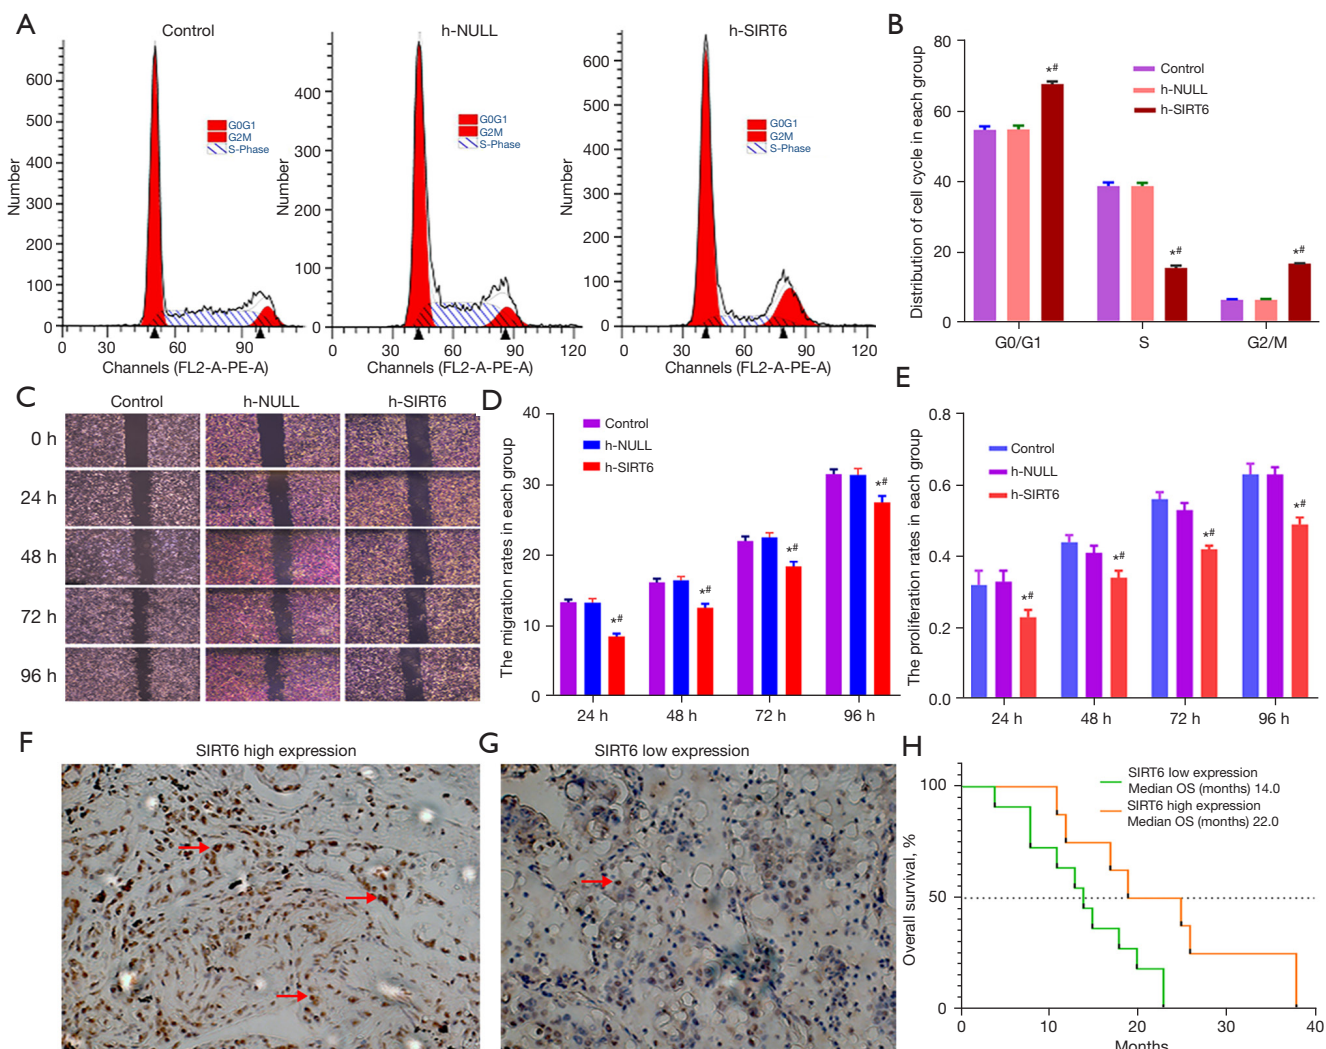 A
Control
h-NULL
h-SIRT6
Number
600
500
400
300
200
100
0
G0G1
G2M
S-Phase
0 30 60 90
Channels (FL2-A-PE-A)
Number
400
300
200
100
0
G0G1
G2M
S-Phase
0 30 60 90 120
Channels (FL2-A-PE-A)
Number
600
500
400
300
200
100
0
G0G1
G2M
S-Phase
0 30 60 90 120
Channels (FL2-A-PE-A)
B
Distribution of cell cycle in each group
80
60
40
20
0
Control
h-NULL
h-SIRT6
*#
*#
*#
G0/G1 S G2/M
C
Control h-NULL h-SIRT6
0 h
24 h
48 h
72 h
96 h
D
The migration rates in each group
40
30
20
10
0
Control
h-NULL
h-SIRT6
*#
*#
*#
*#
24 h 48 h 72 h 96 h
E
The proliferation rates in each group
0.8
0.6
0.4
0.2
0.0
Control
h-NULL
h-SIRT6
*#
*#
*#
*#
24 h 48 h 72 h 96 h
F
SIRT6 high expression
G
SIRT6 low expression
H
Overall survival, %
100
50
0
SIRT6 low expression
Median OS (months) 14.0
SIRT6 high expression
Median OS (months) 22.0
0 10 20 30 40
Months